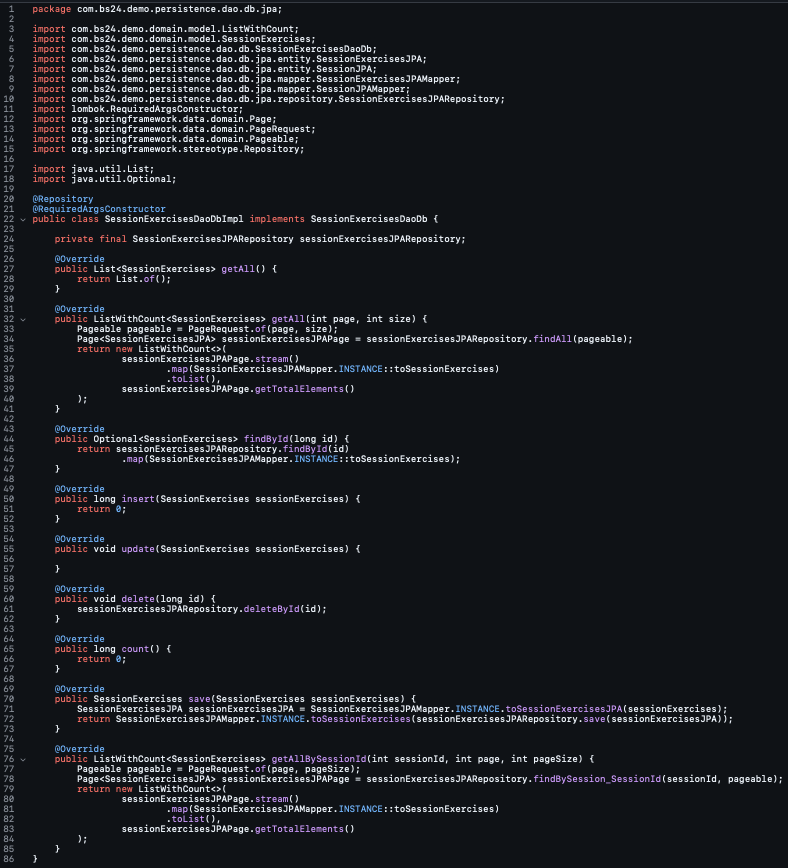 1 package com.bs24.demo.persistence.dao.db.jpa;
2
3 import com.bs24.demo.domain.model.ListWithCount;
4 import com.bs24.demo.domain.model.SessionExercises;
5 import com.bs24.demo.persistence.dao.db.SessionExercisesDaoDb;
6 import com.bs24.demo.persistence.dao.db.jpa.entity.SessionExercisesJPA;
7 import com.bs24.demo.persistence.dao.db.jpa.entity.SessionJPA;
8 import com.bs24.demo.persistence.dao.db.jpa.mapper.SessionExercisesJPAMapper;
9 import com.bs24.demo.persistence.dao.db.jpa.mapper.SessionJPAMapper;
10 import com.bs24.demo.persistence.dao.db.jpa.repository.SessionExercisesJPARepository;
11 import lombok.RequiredArgsConstructor;
12 import org.springframework.data.domain.Page;
13 import org.springframework.data.domain.PageRequest;
14 import org.springframework.data.domain.Pageable;
15 import org.springframework.stereotype.Repository;
16
17 import java.util.List;
18 import java.util.Optional;
19
20 @Repository
21 @RequiredArgsConstructor
22 public class SessionExercisesDaoDbImpl implements SessionExercisesDaoDb {
23
24     private final SessionExercisesJPARepository sessionExercisesJPARepository;
25
26     @Override
27     public List<SessionExercises> getAll() {
28         return List.of();
29     }
30
31     @Override
32     public ListWithCount<SessionExercises> getAll(int page, int size) {
33         Pageable pageable = PageRequest.of(page, size);
34         Page<SessionExercisesJPA> sessionExercisesJPAPage = sessionExercisesJPARepository.findAll(pageable);
35         return new ListWithCount<>(
36                 sessionExercisesJPAPage.stream()
37                         .map(SessionExercisesJPAMapper.INSTANCE::toSessionExercises)
38                         .toList(),
39                 sessionExercisesJPAPage.getTotalElements()
40         );
41     }
42
43     @Override
44     public Optional<SessionExercises> findById(long id) {
45         return sessionExercisesJPARepository.findById(id)
46                 .map(SessionExercisesJPAMapper.INSTANCE::toSessionExercises);
47     }
48
49     @Override
50     public long insert(SessionExercises sessionExercises) {
51         return 0;
52     }
53
54     @Override
55     public void update(SessionExercises sessionExercises) {
56
57     }
58
59     @Override
60     public void delete(long id) {
61         sessionExercisesJPARepository.deleteById(id);
62     }
63
64     @Override
65     public long count() {
66         return 0;
67     }
68
69     @Override
70     public SessionExercises save(SessionExercises sessionExercises) {
71         SessionExercisesJPA sessionExercisesJPA = SessionExercisesJPAMapper.INSTANCE.toSessionExercisesJPA(sessionExercises);
72         return SessionExercisesJPAMapper.INSTANCE.toSessionExercises(sessionExercisesJPARepository.save(sessionExercisesJPA));
73     }
74
75     @Override
76     public ListWithCount<SessionExercises> getAllBySessionId(int sessionId, int page, int pageSize) {
77         Pageable pageable = PageRequest.of(page, pageSize);
78         Page<SessionExercisesJPA> sessionExercisesJPAPage = sessionExercisesJPARepository.findBySession_SessionId(sessionId, pageable);
79         return new ListWithCount<>(
80                 sessionExercisesJPAPage.stream()
81                         .map(SessionExercisesJPAMapper.INSTANCE::toSessionExercises)
82                         .toList(),
83                 sessionExercisesJPAPage.getTotalElements()
84         );
85     }
86 }